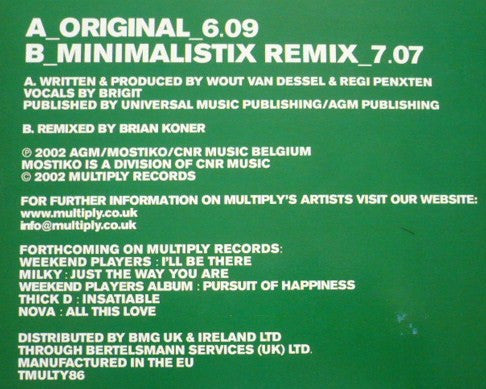 A_ORIGINAL_6.09
B_MINIMALISTIX REMIX_7.07
A. WRITTEN & PRODUCED BY WOUT VAN DESSEL & REGI PENXTEN
VOCALS BY BRIGIT
PUBLISHED BY UNIVERSAL MUSIC PUBLISHING/AGM PUBLISHING
B. REMIXED BY BRIAN KONER
℗ 2002 AGM/MOSTIKO/CNR MUSIC BELGIUM
MOSTIKO IS A DIVISION OF CNR MUSIC
© 2002 MULTIPLY RECORDS
FOR FURTHER INFORMATION ON MULTIPLY'S ARTISTS VISIT OUR WEBSITE:
www.multiply.co.uk
info@multiply.co.uk
FORTHCOMING ON MULTIPLY RECORDS:
WEEKEND PLAYERS : I'LL BE THERE
MILKY : JUST THE WAY YOU ARE
WEEKEND PLAYERS ALBUM : PURSUIT OF HAPPINESS
THICK D : INSATIABLE
NOVA : ALL THIS LOVE
DISTRIBUTED BY BMG UK & IRELAND LTD
THROUGH BERTELSMANN SERVICES (UK) LTD.
MANUFACTURED IN THE EU
TMULTY86